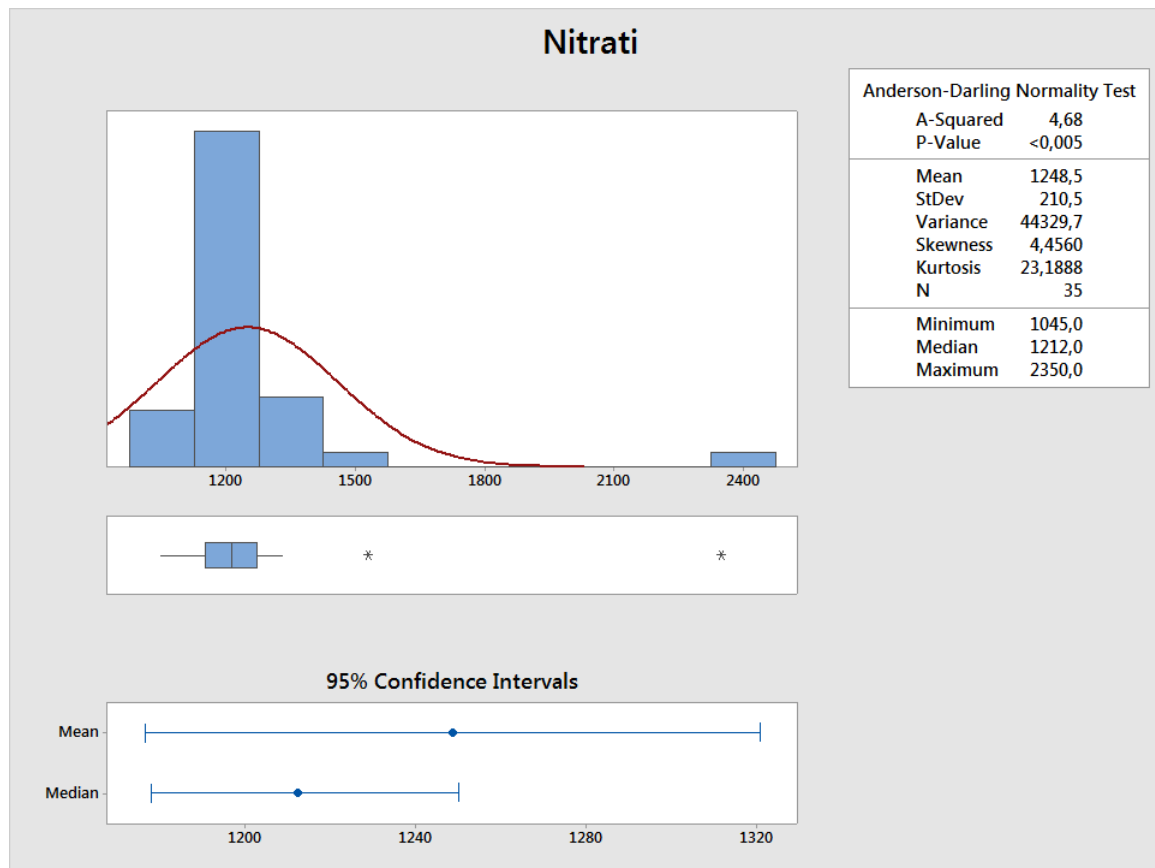 Nitrati
Anderson-Darling Normality Test
A-Squared 4,68
P-Value <0,005
Mean 1248,5
StDev 210,5
Variance 44329,7
Skewness 4,4560
Kurtosis 23,1888
N 35
Minimum 1045,0
Median 1212,0
Maximum 2350,0
1200 1500 1800 2100 2400
* *
95% Confidence Intervals
Mean
Median
1200 1240 1280 1320